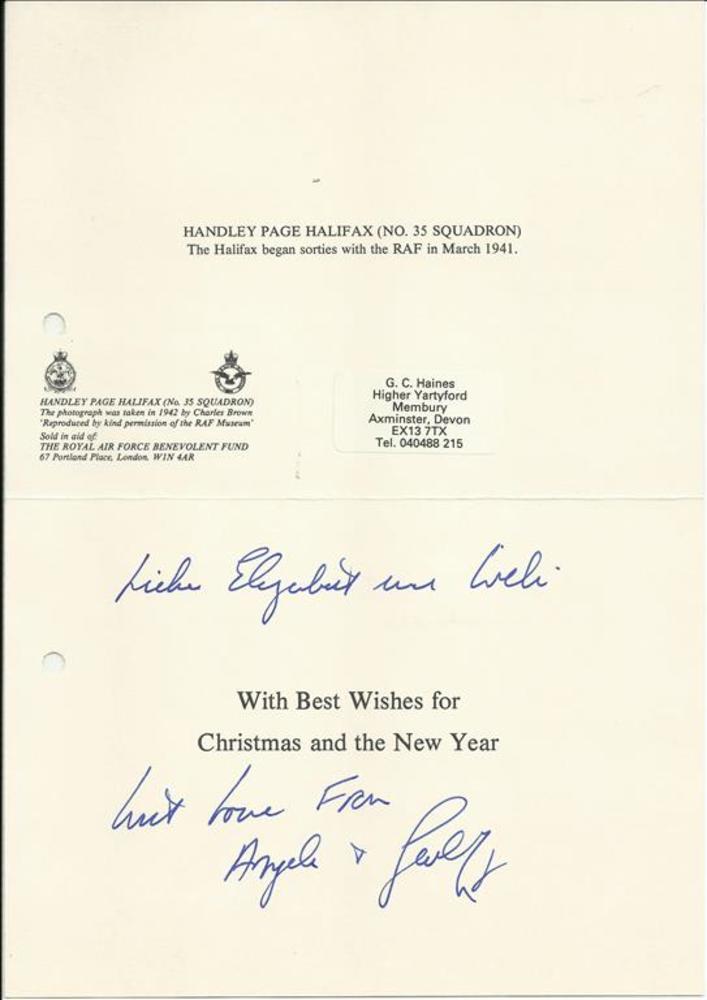 HANDLEY PAGE HALIFAX (NO. 35 SQUADRON)
The Halifax began sorties with the RAF in March 1941.
HANDLEY PAGE HALIFAX (No. 35 SQUADRON)
The photograph was taken in 1942 by Charles Brown
'Reproduced by kind permission of the RAF Museum'
Sold in aid of:
THE ROYAL AIR FORCE BENEVOLENT FUND
67 Portland Place, London. W1N 4AR
G. C. Haines
Higher Yartyford
Membury
Axminster, Devon
EX13 7TX
Tel. 040488 215
Liebe
With Best Wishes for
Christmas and the New Year
Love From
Angela &